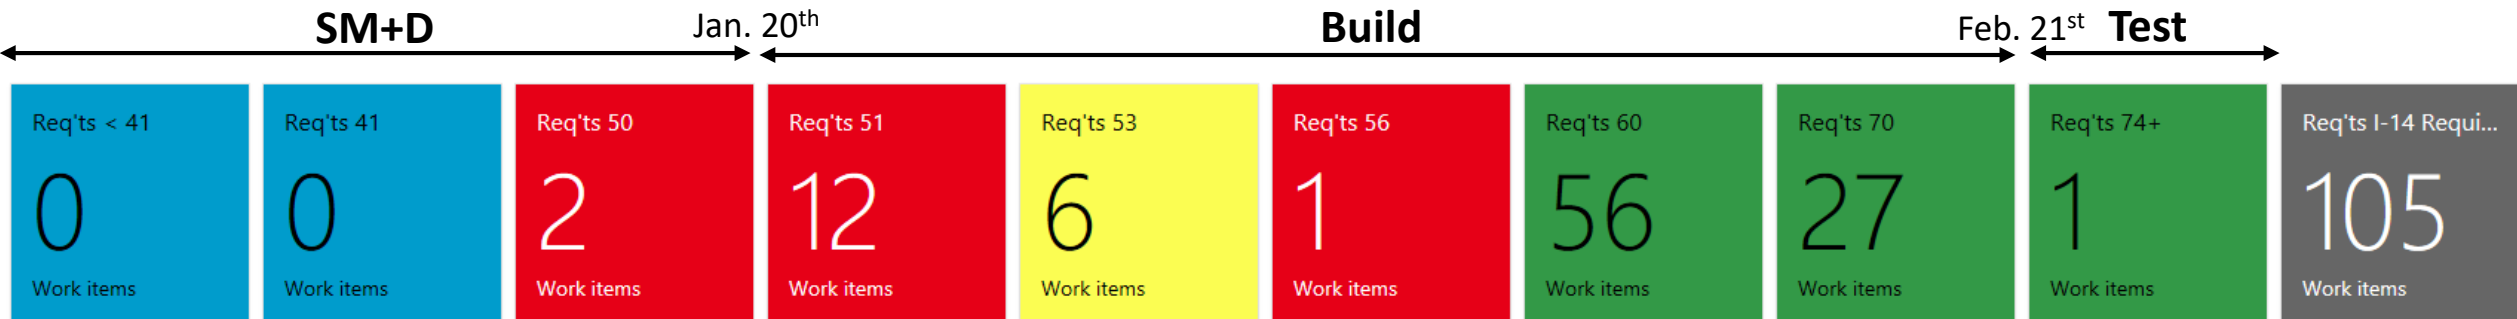 SM+D Jan. 20th Build Feb. 21st Test
Req'ts < 41
0
Work items
Req'ts 41
0
Work items
Req'ts 50
2
Work items
Req'ts 51
12
Work items
Req'ts 53
6
Work items
Req'ts 56
1
Work items
Req'ts 60
56
Work items
Req'ts 70
27
Work items
Req'ts 74+
1
Work items
Req'ts I-14 Requi...
105
Work items